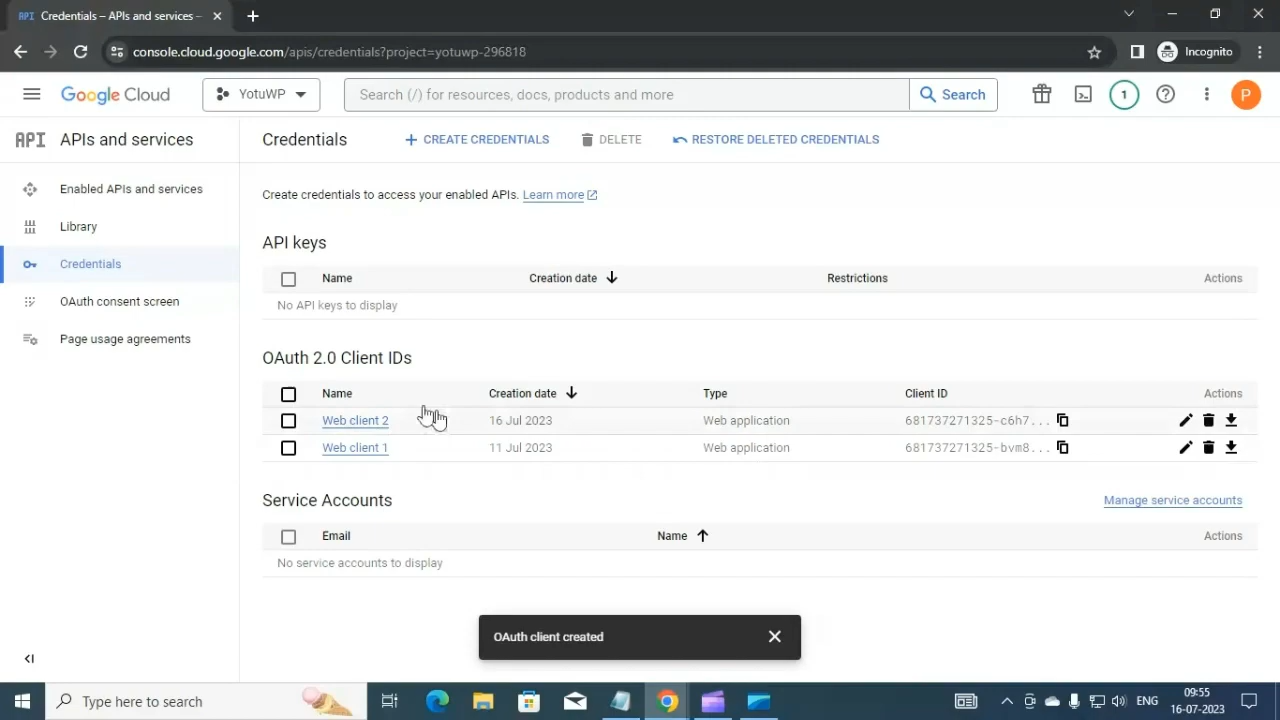 API Credentials – APIs and services –
console.cloud.google.com/apis/credentials?project=yotuwp-296818
Incognito
Google Cloud
YotuWP
Search (/) for resources, docs, products and more
Search
1
P
API APIs and services
Credentials
CREATE CREDENTIALS
DELETE
RESTORE DELETED CREDENTIALS
Enabled APIs and services
Library
Credentials
OAuth consent screen
Page usage agreements
Create credentials to access your enabled APIs. Learn more
API keys
Name Creation date Restrictions Actions
No API keys to display
OAuth 2.0 Client IDs
Name Creation date Type Client ID Actions
Web client 2 16 Jul 2023 Web application 681737271325-c6h7...
Web client 1 11 Jul 2023 Web application 681737271325-bvm8...
Service Accounts
Manage service accounts
Email Name Actions
No service accounts to display
OAuth client created
Type here to search
ENG
09:55
16-07-2023